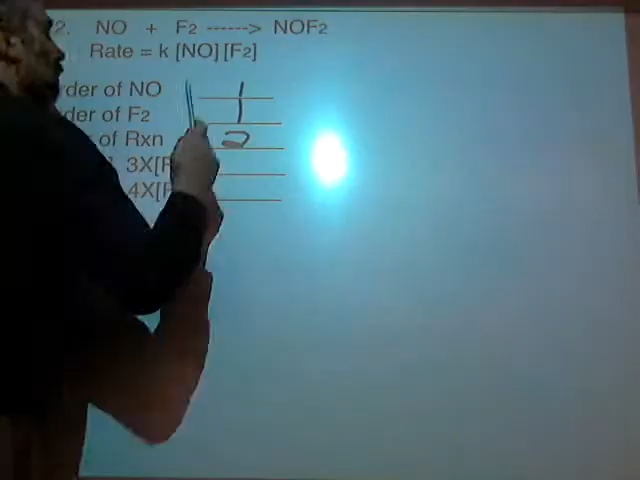 2. NO + F2 ------> NOF2
Rate = k [NO] [F2]
rder of NO 1
der of F2 1
of Rxn 2
3X[F
4X[F